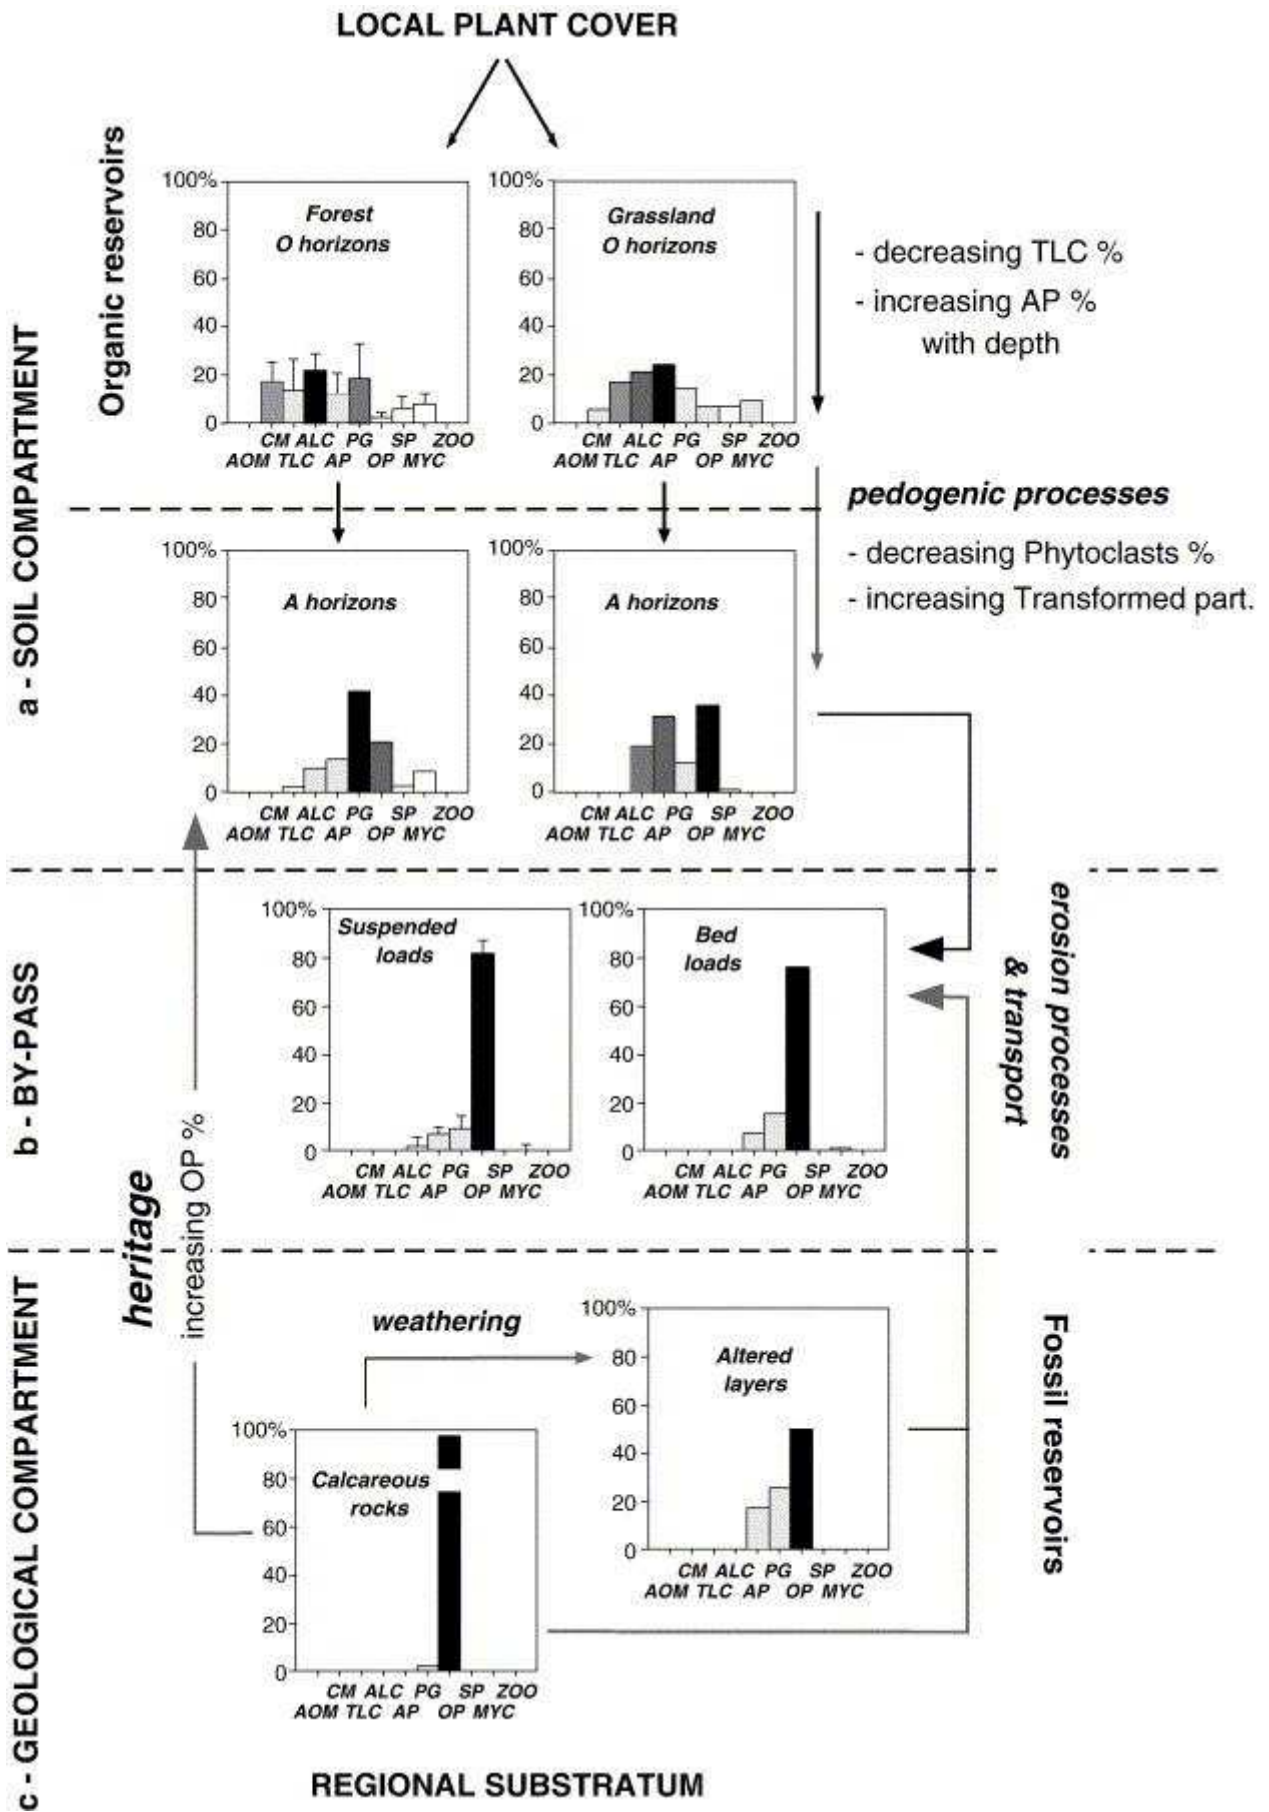 LOCAL PLANT COVER
Organic reservoirs
a - SOIL COMPARTMENT
100%
80
60
40
20
0
Forest
O horizons
CM ALC PG SP ZOO
AOM TLC AP OP MYC
100%
80
60
40
20
0
Grassland
O horizons
CM ALC PG SP ZOO
AOM TLC AP OP MYC
- decreasing TLC %
- increasing AP %
with depth
pedogenic processes
- decreasing Phytoclasts %
- increasing Transformed part.
100%
80
60
40
20
0
A horizons
CM ALC PG SP ZOO
AOM TLC AP OP MYC
100%
80
60
40
20
0
A horizons
CM ALC PG SP ZOO
AOM TLC AP OP MYC
b - BY-PASS
100%
80
60
40
20
0
Suspended
loads
CM ALC PG SP ZOO
AOM TLC AP OP MYC
100%
80
60
40
20
0
Bed
loads
CM ALC PG SP ZOO
AOM TLC AP OP MYC
erosion processes
& transport
heritage
increasing OP %
c - GEOLOGICAL COMPARTMENT
weathering
100%
80
60
40
20
0
Altered
layers
CM ALC PG SP ZOO
AOM TLC AP OP MYC
Fossil reservoirs
100%
80
60
40
20
0
Calcareous
rocks
CM ALC PG SP ZOO
AOM TLC AP OP MYC
REGIONAL SUBSTRATUM